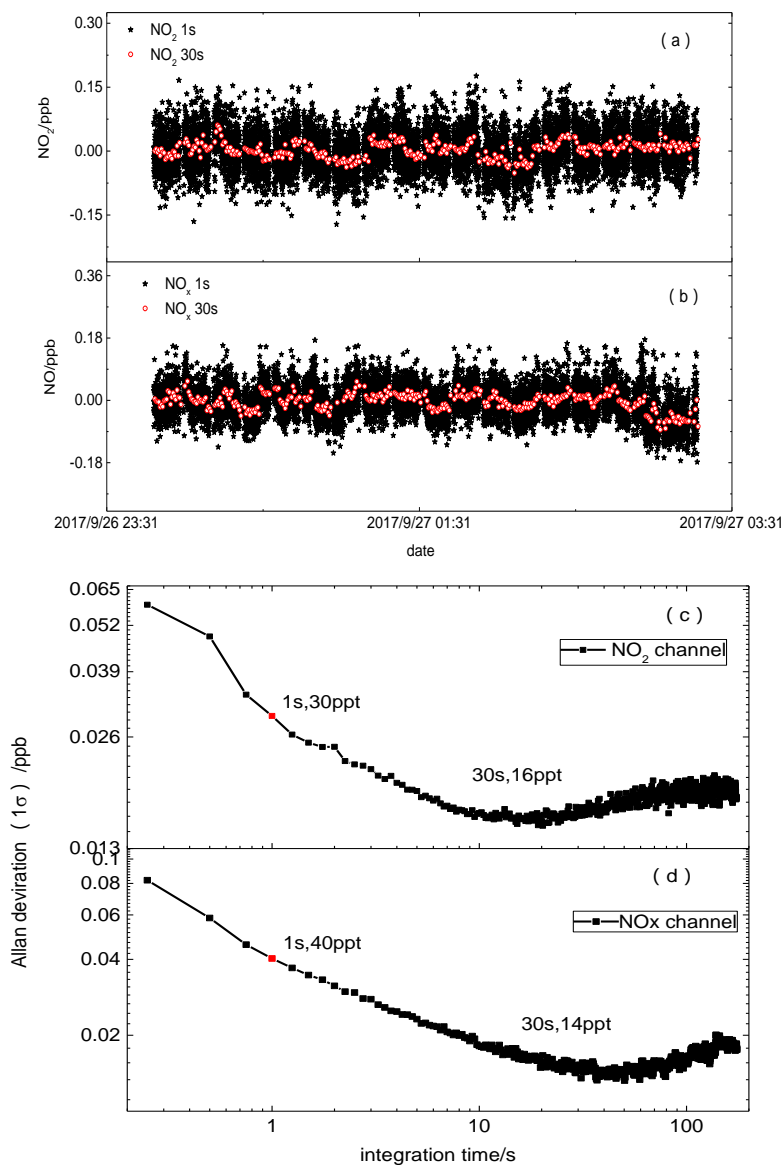 0.30
★ NO₂ 1s
○ NO₂ 30s
( a )
0.15
0.00
-0.15
NO₂/ppb
0.36
★ NOₓ 1s
○ NOₓ 30s
( b )
0.18
0.00
-0.18
NO/ppb
2017/9/26 23:31 2017/9/27 01:31 2017/9/27 03:31
date
0.065
( c )
0.052
NO₂ channel
0.039
1s,30ppt
0.026
30s,16ppt
0.013
Allan deviration (1σ) /ppb
0.1
( d )
0.08
0.06
NOx channel
1s,40ppt
0.04
30s,14ppt
0.02
1 10 100
integration time/s